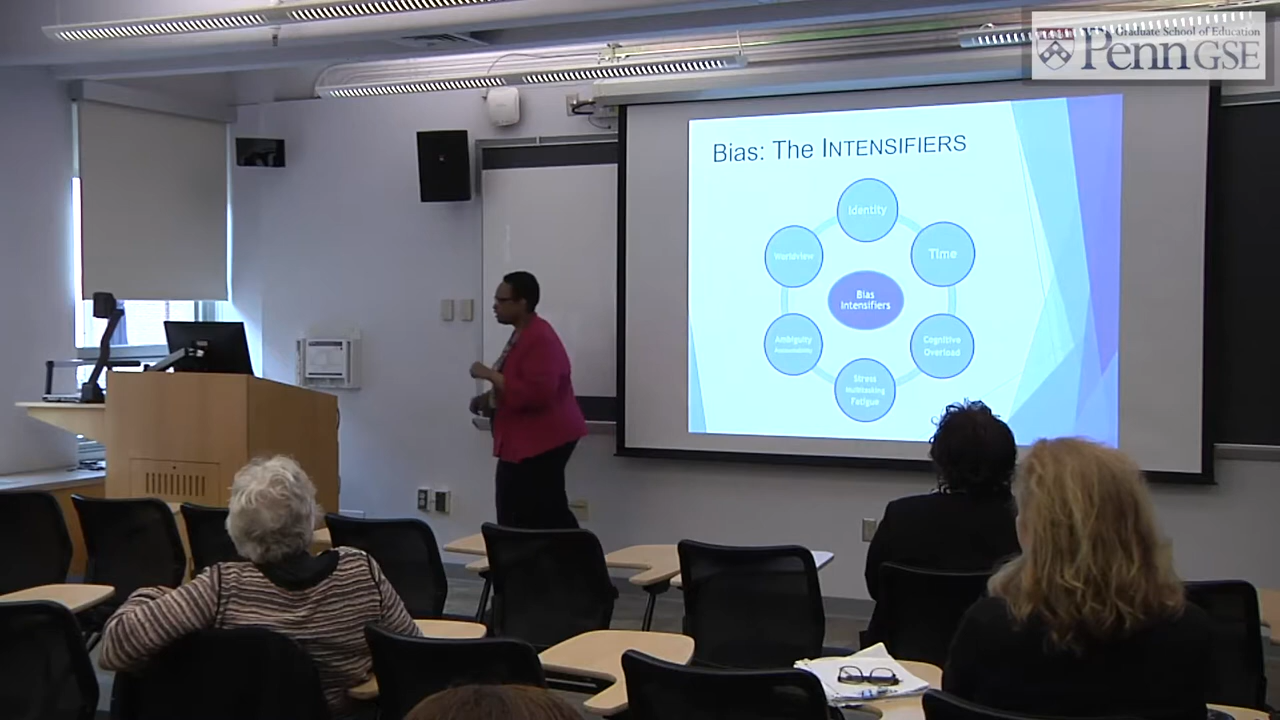 Graduate School of Education
Penn GSE
Bias: The INTENSIFIERS
Identity
Time
Cognitive
Overload
Stress
Multitasking
Fatigue
Ambiguity
Worldview
Bias
Intensifiers